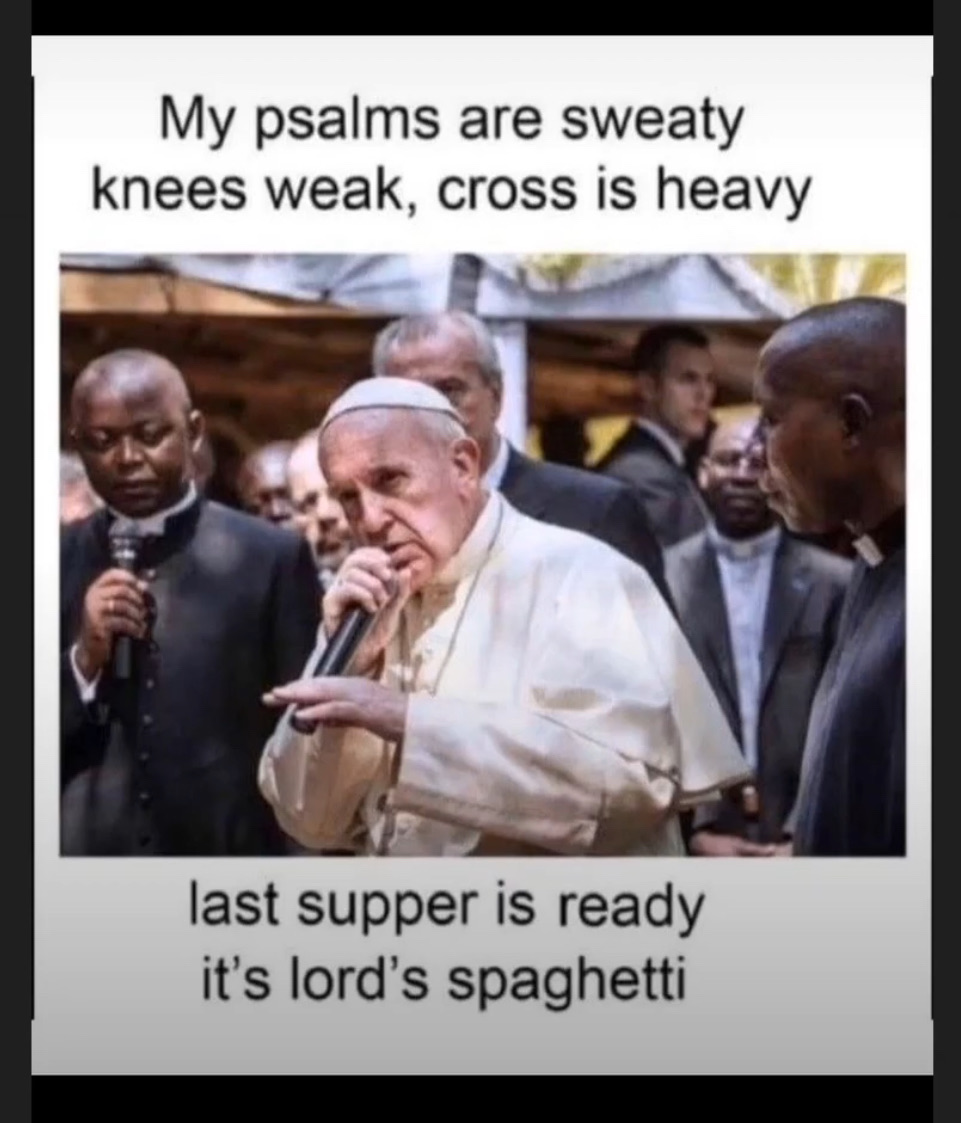 My psalms are sweaty
knees weak, cross is heavy
last supper is ready
it's lord's spaghetti